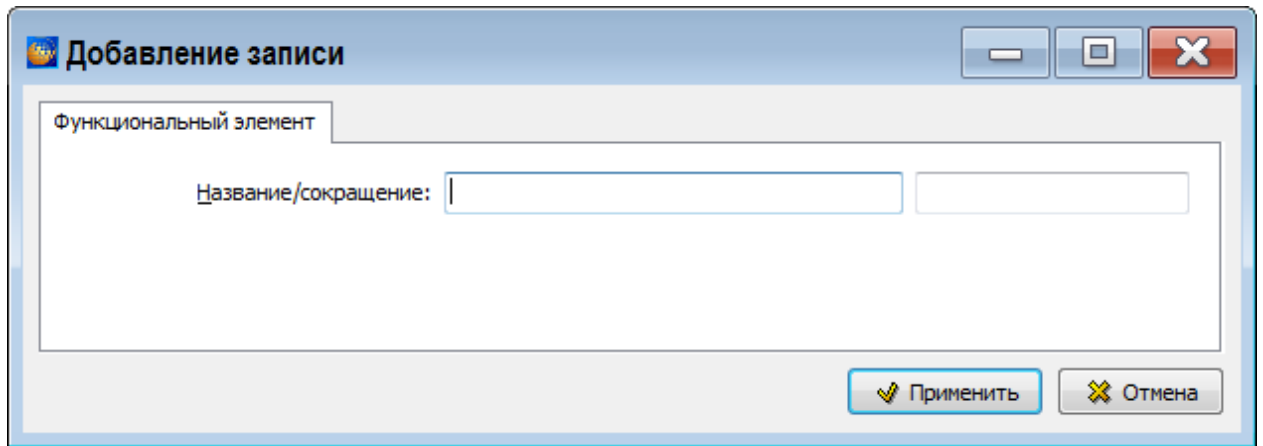 Добавление записи
Функциональный элемент
Название/сокращение:
Применить Отмена